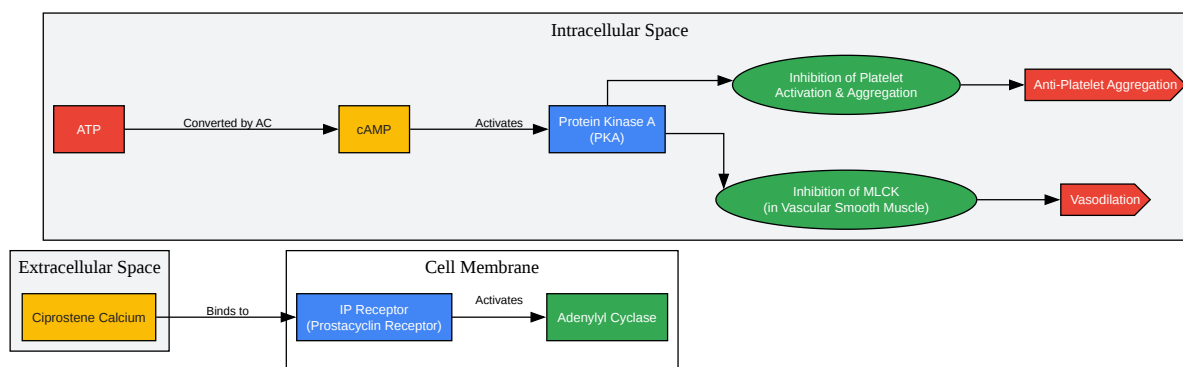 Intracellular Space
Inhibition of Platelet
Activation & Aggregation
Anti-Platelet Aggregation
ATP
Converted by AC
cAMP
Activates
Protein Kinase A
(PKA)
Inhibition of MLCK
(in Vascular Smooth Muscle)
Vasodilation
Extracellular Space
Ciprostene Calcium
Binds to
Cell Membrane
IP Receptor
(Prostacyclin Receptor)
Activates
Adenylyl Cyclase